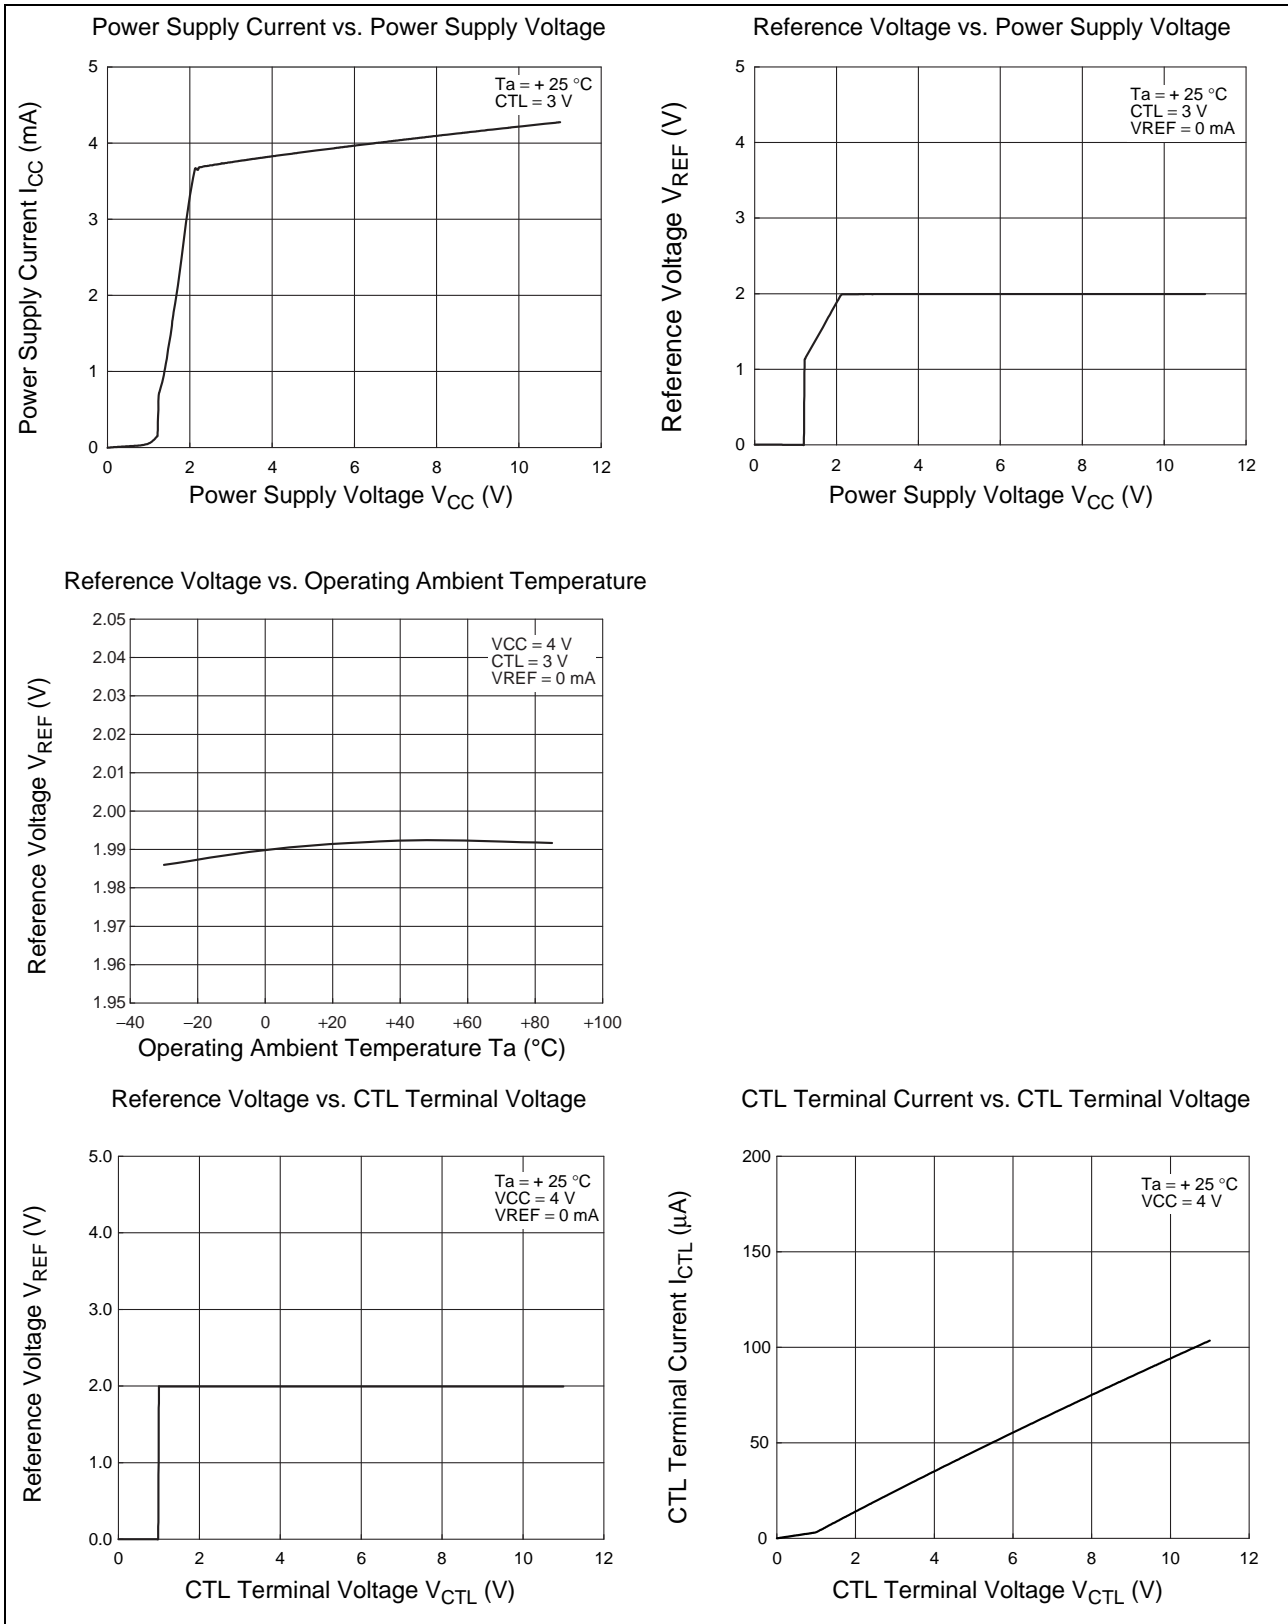 Power Supply Current vs. Power Supply Voltage
Power Supply Current ICC (mA)
5
4
3
2
1
0
Ta = + 25 °C
CTL = 3 V
0 2 4 6 8 10 12
Power Supply Voltage VCC (V)
Reference Voltage vs. Power Supply Voltage
Reference Voltage VREF (V)
5
4
3
2
1
0
Ta = + 25 °C
CTL = 3 V
VREF = 0 mA
0 2 4 6 8 10 12
Power Supply Voltage VCC (V)
Reference Voltage vs. Operating Ambient Temperature
Reference Voltage VREF (V)
2.05
2.04
2.03
2.02
2.01
2.00
1.99
1.98
1.97
1.96
1.95
VCC = 4 V
CTL = 3 V
VREF = 0 mA
−40 −20 0 +20 +40 +60 +80 +100
Operating Ambient Temperature Ta (°C)
Reference Voltage vs. CTL Terminal Voltage
Reference Voltage VREF (V)
5.0
4.0
3.0
2.0
1.0
0.0
Ta = + 25 °C
VCC = 4 V
VREF = 0 mA
0 2 4 6 8 10 12
CTL Terminal Voltage VCTL (V)
CTL Terminal Current vs. CTL Terminal Voltage
CTL Terminal Current ICTL (µA)
200
150
100
50
0
Ta = + 25 °C
VCC = 4 V
0 2 4 6 8 10 12
CTL Terminal Voltage VCTL (V)